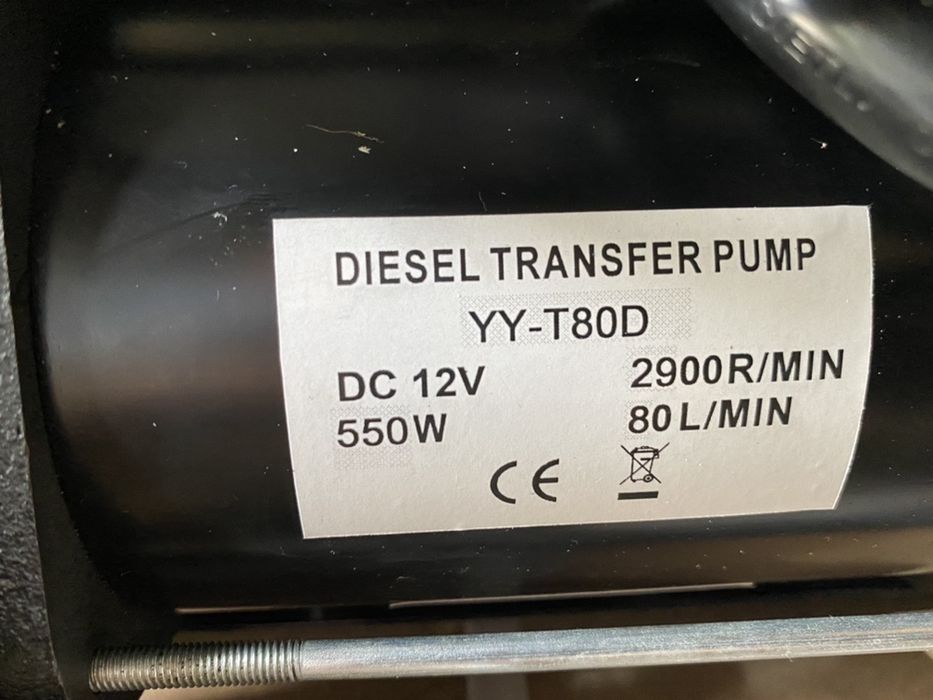 DIESEL TRANSFER PUMP
YY-T80D
DC 12V 2900R/MIN
550W 80L/MIN
CE